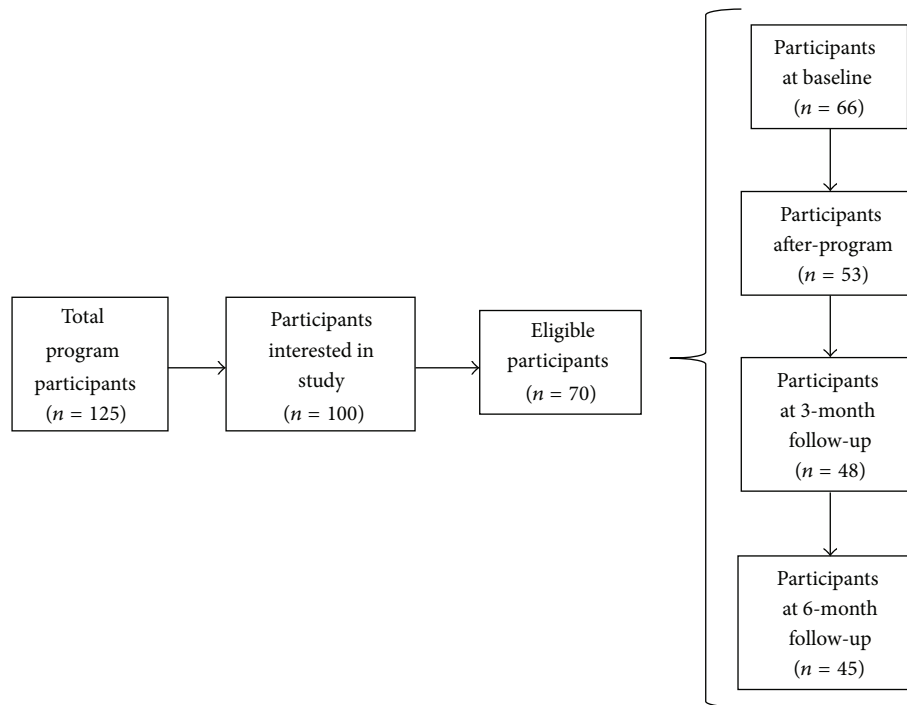 Total
program
participants
(n = 125)
Participants
interested in
study
(n = 100)
Eligible
participants
(n = 70)
Participants
at baseline
(n = 66)
Participants
after-program
(n = 53)
Participants
at 3-month
follow-up
(n = 48)
Participants
at 6-month
follow-up
(n = 45)